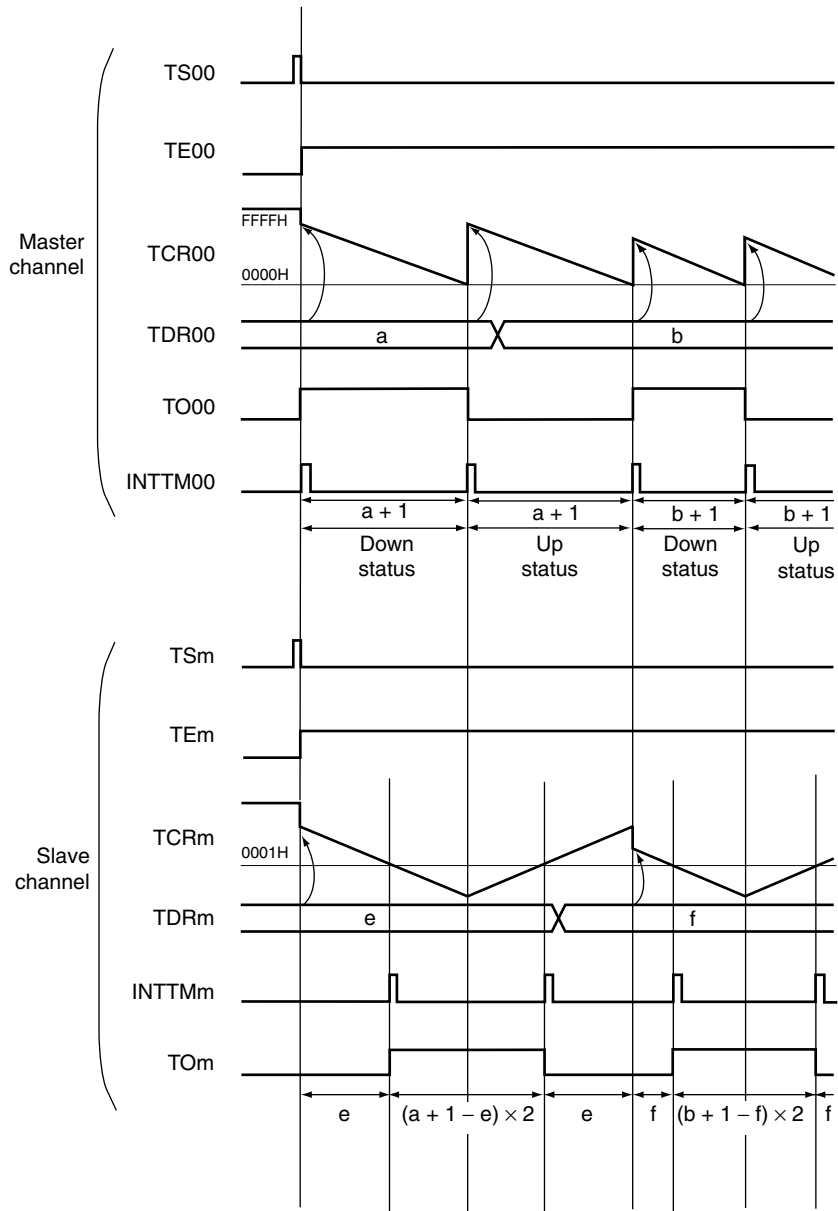 TS00
TE00
FFFFH
Master
channel
TCR00
0000H
TDR00
a
b
TO00
INTTM00
a + 1
a + 1
b + 1
b + 1
Down
status
Up
status
Down
status
Up
status
TSm
TEm
TCRm
0001H
Slave
channel
TDRm
e
f
INTTMm
TOm
e
(a + 1 – e) × 2
e
f
(b + 1 – f) × 2
f